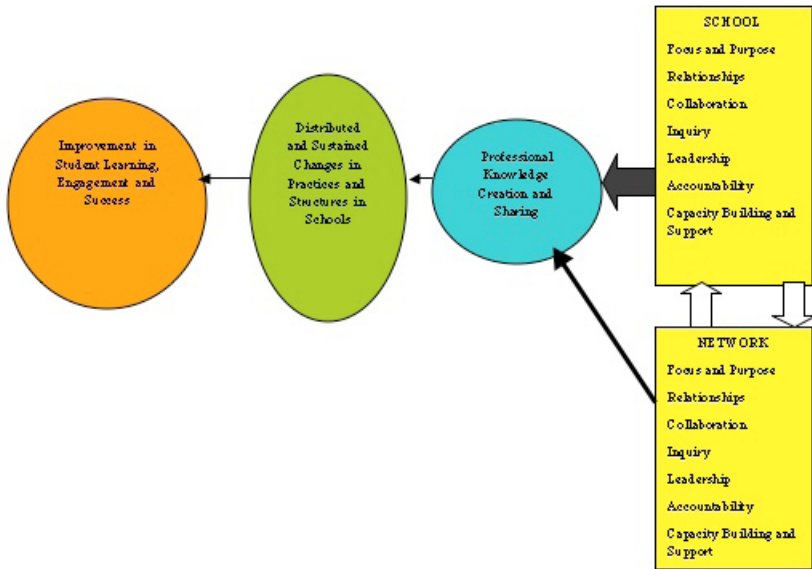 Improvement in
Student Learning,
Engagement and
Success
Distributed
and Sustained
Changes in
Practices and
Structures in
Schools
Professional
Knowledge
Creation and
Sharing
SCHOOL
Focus and Purpose
Relationships
Collaboration
Inquiry
Leadership
Accountability
Capacity Building and
Support
NETWORK
Focus and Purpose
Relationships
Collaboration
Inquiry
Leadership
Accountability
Capacity Building and
Support